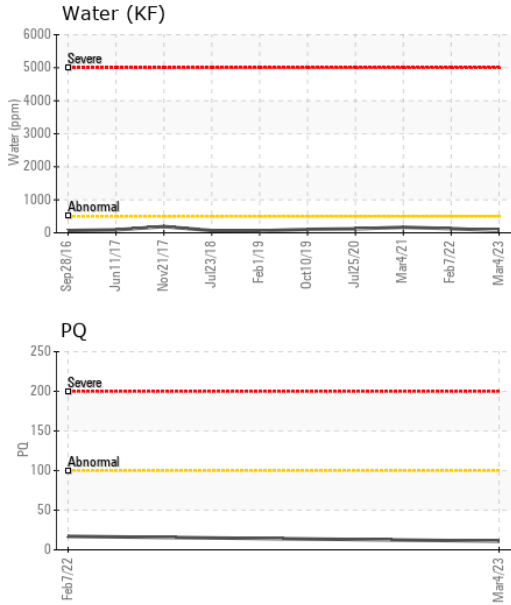 Water (KF)
6000
5000
4000
3000
2000
1000
0
Water (ppm)
Severe
Abnormal
Sep28/16
Jun11/17
Nov21/17
Jul23/18
Feb1/19
Oct10/19
Jul25/20
Mar4/21
Feb7/22
Mar4/23
PQ
250
200
150
100
50
0
PQ
Severe
Abnormal
Feb7/22
Mar4/23